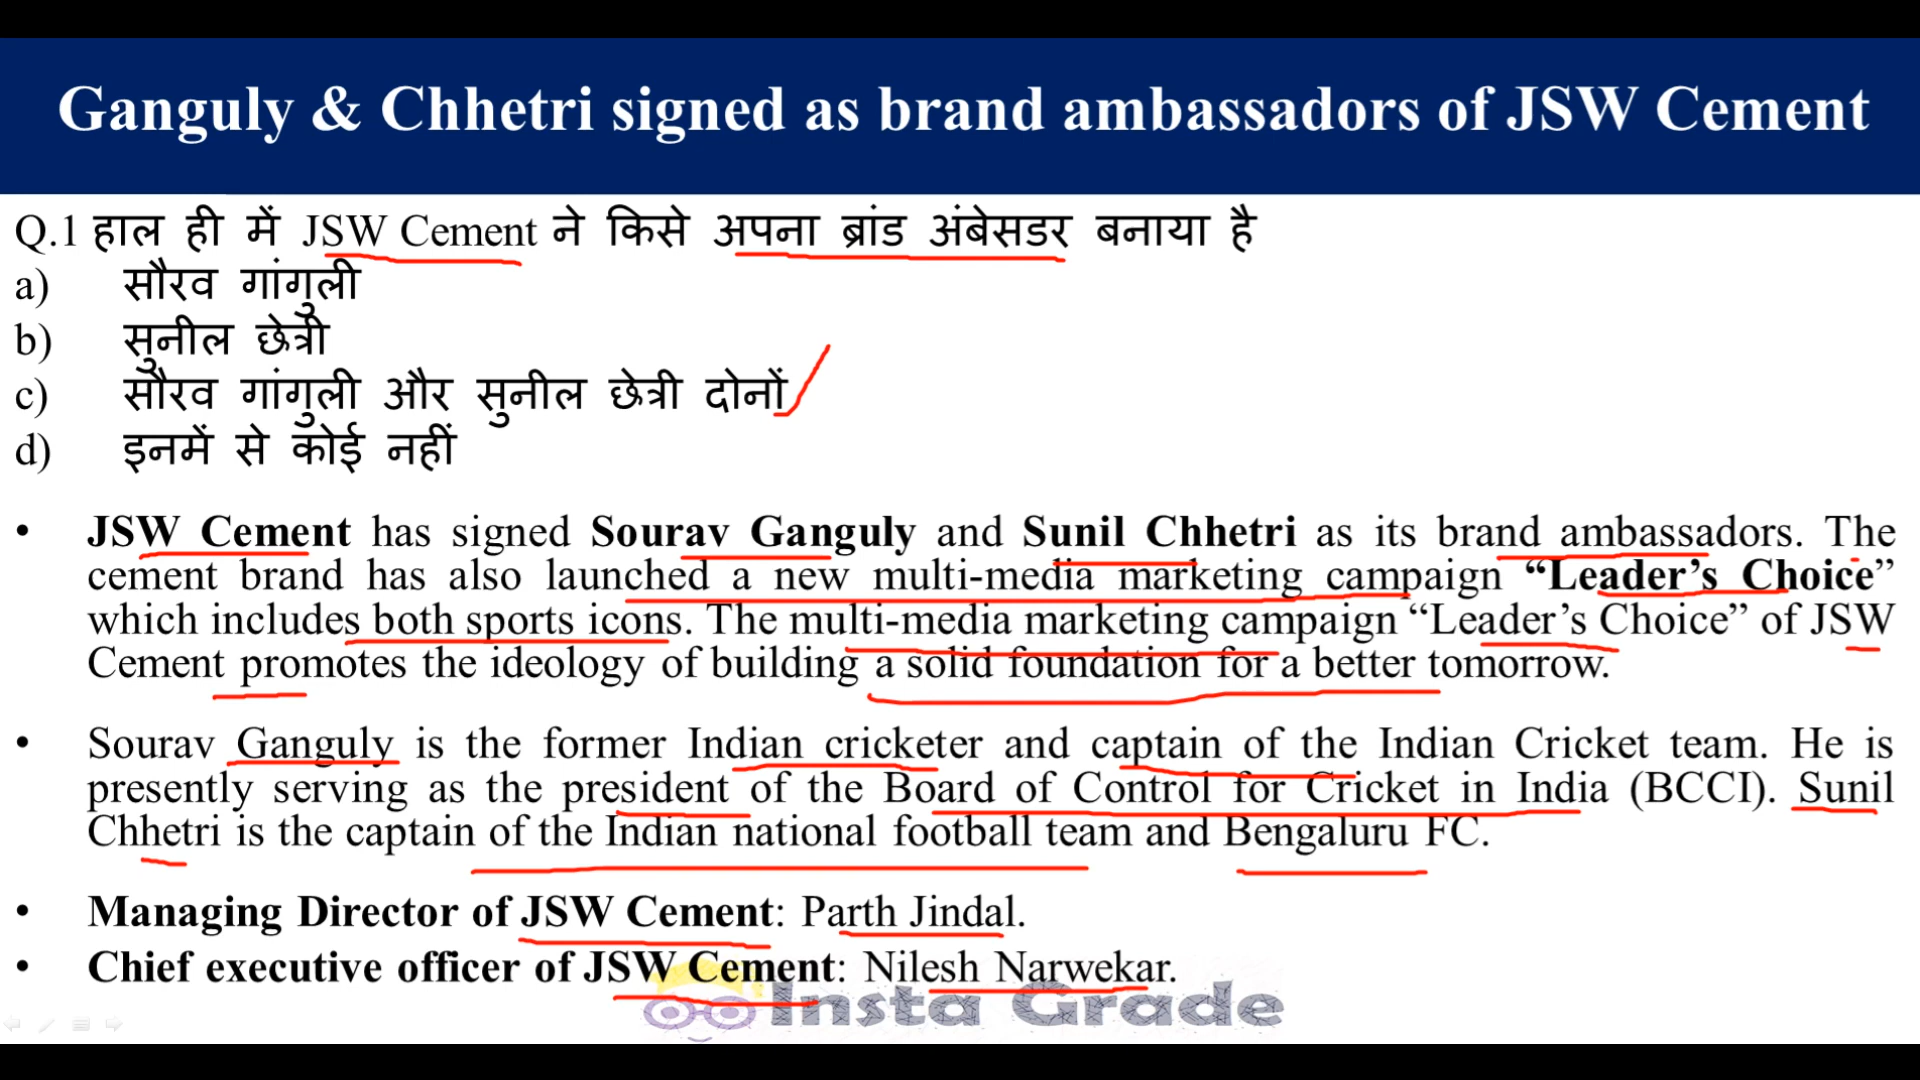 Ganguly & Chhetri signed as brand ambassadors of JSW Cement
Q.1 हाल ही में JSW Cement ने किसे अपना ब्रांड अंबेसडर बनाया है
a) सौरव गांगुली
b) सुनील छेत्री
c) सौरव गांगुली और सुनील छेत्री दोनों
d) इनमें से कोई नहीं
• JSW Cement has signed Sourav Ganguly and Sunil Chhetri as its brand ambassadors. The
cement brand has also launched a new multi-media marketing campaign “Leader’s Choice”
which includes both sports icons. The multi-media marketing campaign “Leader’s Choice” of JSW
Cement promotes the ideology of building a solid foundation for a better tomorrow.
• Sourav Ganguly is the former Indian cricketer and captain of the Indian Cricket team. He is
presently serving as the president of the Board of Control for Cricket in India (BCCI). Sunil
Chhetri is the captain of the Indian national football team and Bengaluru FC.
• Managing Director of JSW Cement: Parth Jindal.
• Chief executive officer of JSW Cement: Nilesh Narwekar.
Insta Grade